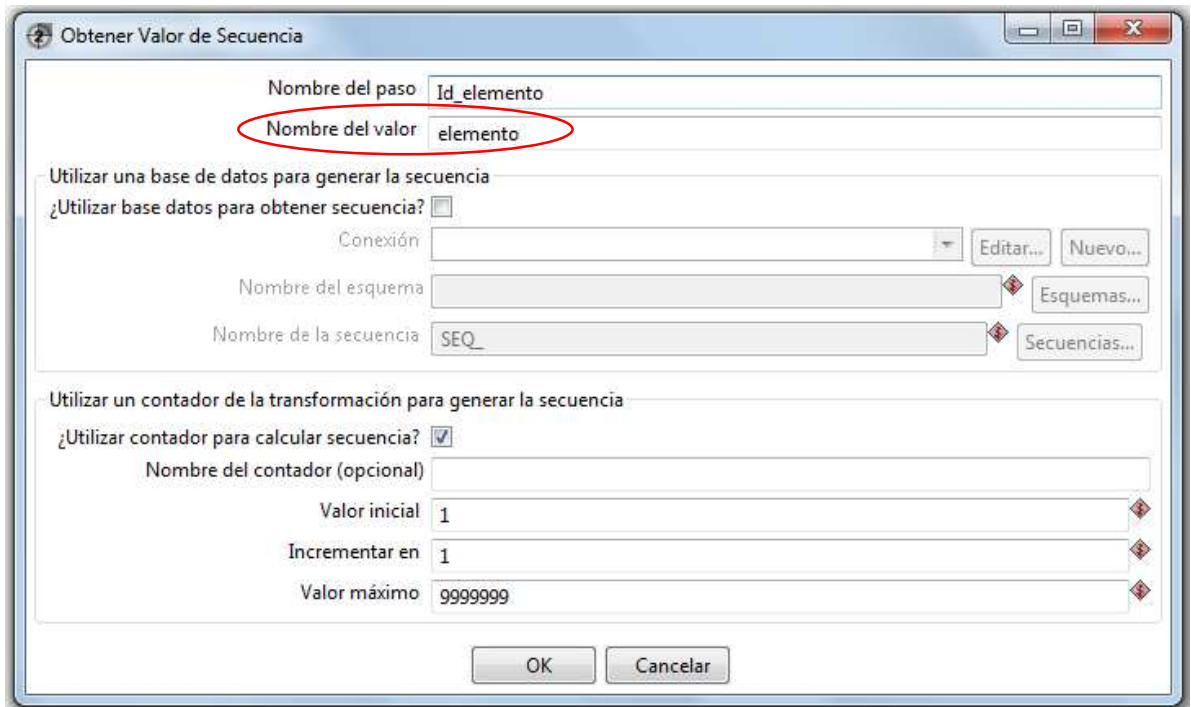 Obtener Valor de Secuencia
Nombre del paso Id_elemento
Nombre del valor elemento
Utilizar una base de datos para generar la secuencia
¿Utilizar base datos para obtener secuencia?
Conexión Editar... Nuevo...
Nombre del esquema Esquemas...
Nombre de la secuencia SEQ_ Secuencias...
Utilizar un contador de la transformación para generar la secuencia
¿Utilizar contador para calcular secuencia?
Nombre del contador (opcional)
Valor inicial 1
Incrementar en 1
Valor máximo 9999999
OK Cancelar